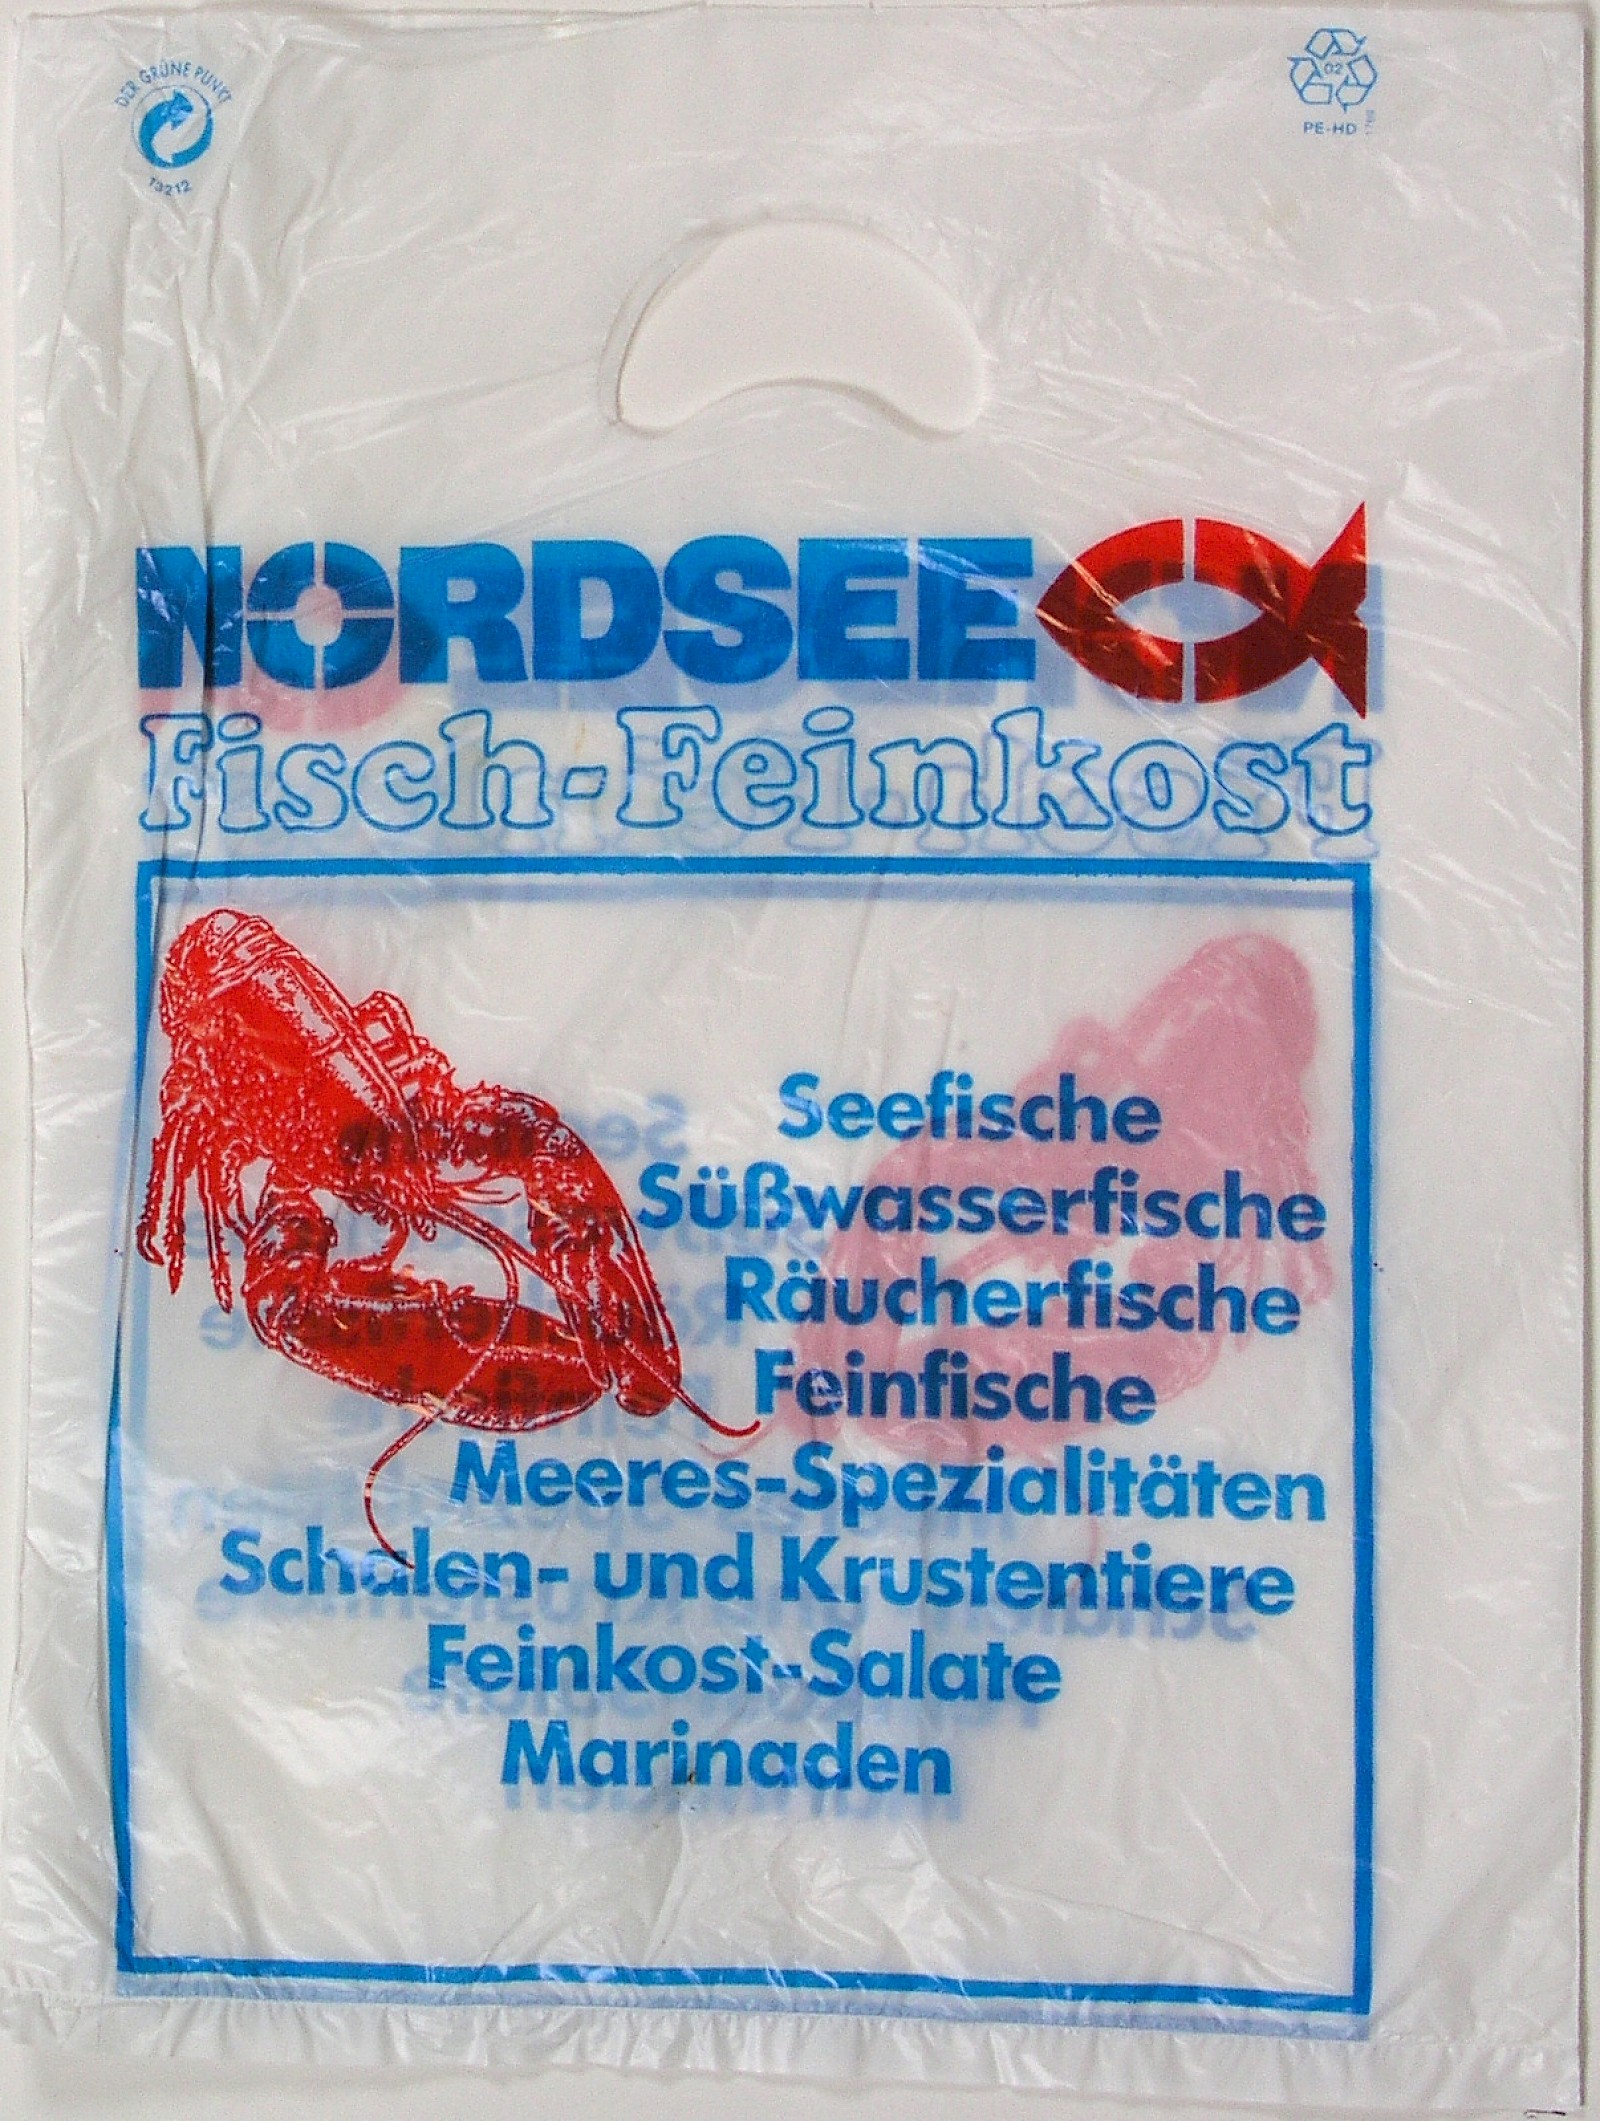 DER GRÜNE PUNKT
13212
02
PE-HD
NORDSEE
Fisch-Feinkost
Seefische
Süßwasserfische
Räucherfische
Feinfische
Meeres-Spezialitäten
Schalen- und Krustentiere
Feinkost-Salate
Marinaden